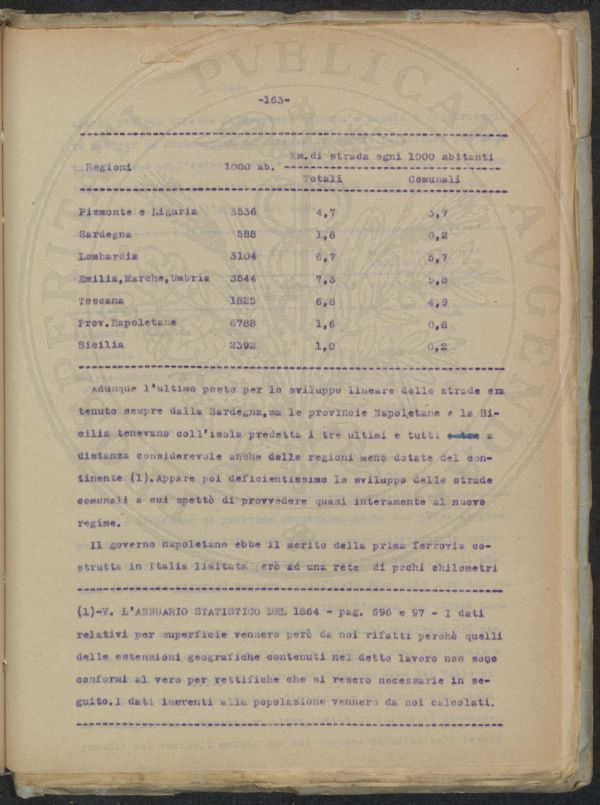 -163-
Regioni 1000 ab. Km.di strada ogni 1000 abitanti
Totali Comunali
Piemonte e Liguria 3536 4,7 3,7
Sardegna 588 1,6 0,2
Lombardia 3104 6,7 5,7
Emilia,Marche,Umbria 3544 7,3 5,8
Toscana 1825 6,8 4,9
Prov.Napoletane 6788 1,6 0,6
Sicilia 2392 1,0 0,2
Adunque l'ultimo posto per lo sviluppo lineare delle strade era
tenuto sempre dalla Sardegna,ma le provincie Napoletane e la Si-
cilia tenevano coll'isola predetta i tre ultimi e tutti a
distanza considerevole anche dalle regioni meno dotate del con-
tinente (1).Appare poi deficientissimo lo sviluppo delle strade
comunali a cui spettò di provvedere quasi interamente al nuovo
regime.
Il governo napoletano ebbe il merito della prima ferrovia co-
strutta in Italia limitata però ad una rete di pochi chilometri
(1)-V. L'ANNUARIO STATISTICO DEL 1864 - pag. 596 e 97 - I dati
relativi per superficie vennero però da noi rifatti perchè quelli
delle estensioni geografiche contenuti nel detto lavoro non sono
conformi al vero per rettifiche che si resero necessarie in se-
guito.I dati inerenti alla popolazione vennero da noi calcolati.